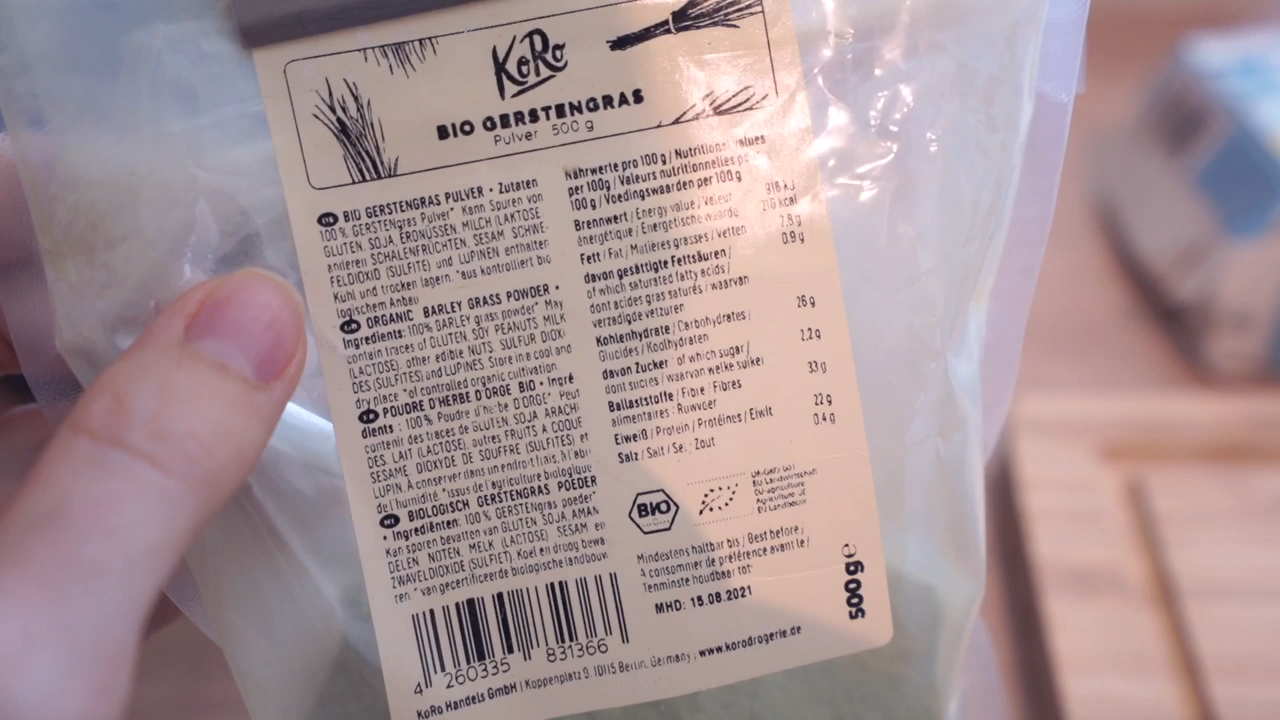 KoRo
BIO GERSTENGRAS
Pulver 500 g
BIO GERSTENGRAS PULVER • Zutaten
100% GERSTENgras Pulver* Kann Spuren von
GLUTEN, SOJA, ERDNÜSSEN, MILCH (LAKTOSE
anderen SCHALENFRÜCHTEN, SESAM SCHWE-
FELDIOXID (SULFITE) und LUPINEN enthalten
Kühl und trocken lagern. *aus kontrolliert bio
logischem Anbau
GB ORGANIC BARLEY GRASS POWDER •
Ingredients: 100% BARLEY grass powder* May
contain traces of GLUTEN, SOY PEANUTS MILK
(LACTOSE), other edible NUTS, SULFUR DIOXI
DES (SULFITES) and LUPINES. Store in a cool and
dry place *of controlled organic cultivation
FR POUDRE D'HERBE D'ORGE BIO • Ingré
dients : 100% Poudre d'herbe D'ORGE*. Peut
contenir des traces de GLUTEN, SOJA, ARACHI
DES, LAIT (LACTOSE), autres FRUITS A COQUE
SESAME, DIOXYDE DE SOUFFRE (SULFITES) et
LUPIN. A conserver dans un endroit frais, à l'abri
de l'humidité. *issus de l'agriculture biologique
NL BIOLOGISCH GERSTENGRAS POEDER
• Ingrediënten: 100% GERSTENgras poeder*
Kan sporen bevatten van GLUTEN, SOJA, AMAN
DELEN NOTEN, MELK (LACTOSE) SESAM en
ZWAVELDIOXIDE (SULFIET). Koel en droog bewa
ren. *van gecertificeerde biologische landbouw
Nährwerte pro 100 g / Nutritional values
per 100g / Valeurs nutritionnelles po
100 g / Voedingswaarden per 100 g
Brennwert / Energy value / Valeur 916 kJ
énergétique / Energetische waarde 216 kcal
Fett / Fat / Matières grasses / Vetten 7.8 g
davon gesättigte Fettsäuren / 0.9 g
of which saturated fatty acids /
dont acides gras saturés / waarvan
verzadigde vetzuren
Kohlenhydrate / Carbohydrates / 26 g
Glucides / Koolhydraten
davon Zucker / of which sugar / 2.2 g
dont sucres / waarvan welke suiker
Ballaststoffe / Fibre / Fibres 33 g
alimentaires / Ruwvoer
Eiweiß / Protein / Protéines / Eiwit 22 g
Salz / Salt / Sel / Zout 0.4 g
BIO
EU Landwirtschaft
EU-agriculture
Agriculture UE
EU Landbouw
Mindestens haltbar bis / Best before /
A consommer de préférence avant le /
Tenminste houdbaar tot:
MHD: 15.08.2021
500 g e
4 260335 831366
KoRo Handels GmbH | Koppenplatz 9, 10115 Berlin, Germany, www.korodrogerie.de